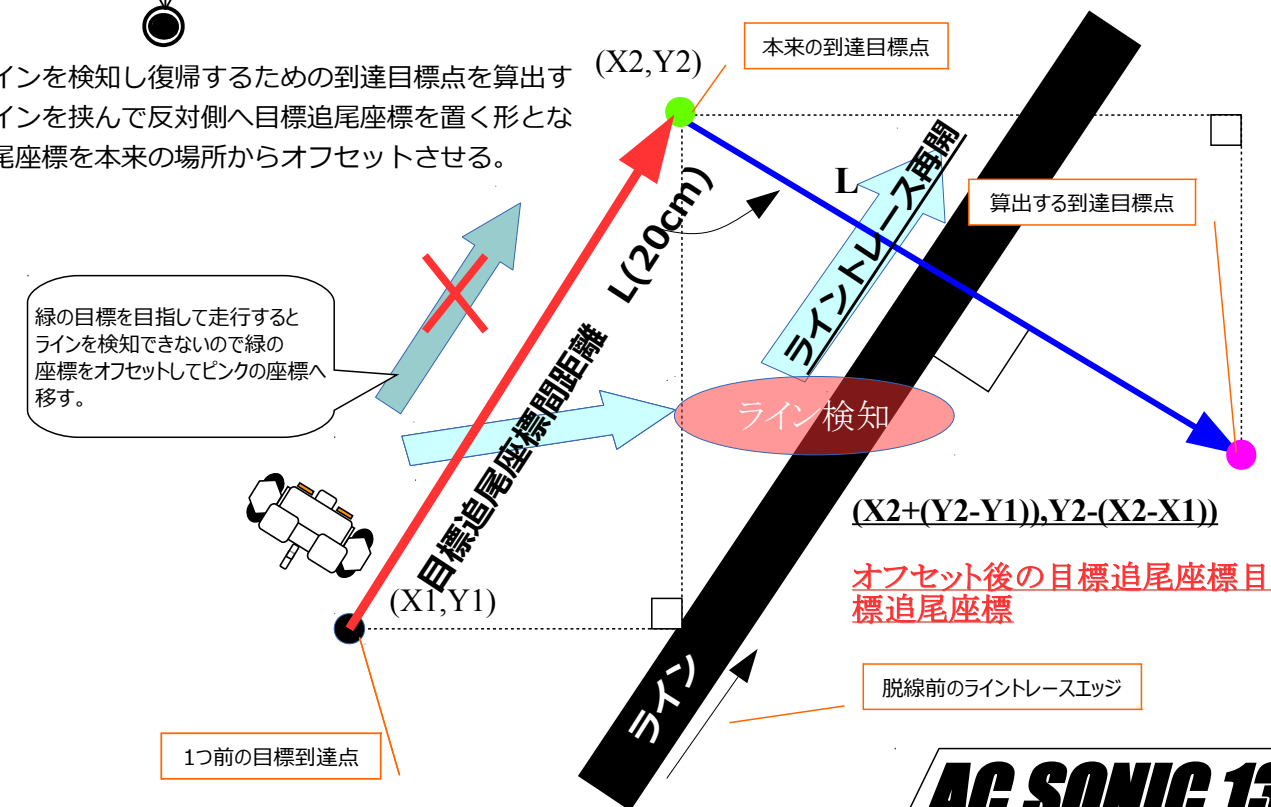 インを検知し復帰するための到達目標点を算出す
インを挟んで反対側へ目標追尾座標を置く形とな
尾座標を本来の場所からオフセットさせる。
(X2,Y2)
本来の到達目標点
L
算出する到達目標点
ライントレース再開
目標追尾座標間距離 L(20cm)
緑の目標を目指して走行すると
ラインを検知できないので緑の
座標をオフセットしてピンクの座標へ
移す。
ライン検知
(X2+(Y2-Y1)),Y2-(X2-X1))
オフセット後の目標追尾座標目
標追尾座標
(X1,Y1)
ライン
脱線前のライントレースエッジ
1つ前の目標到達点
AC SONIC 13